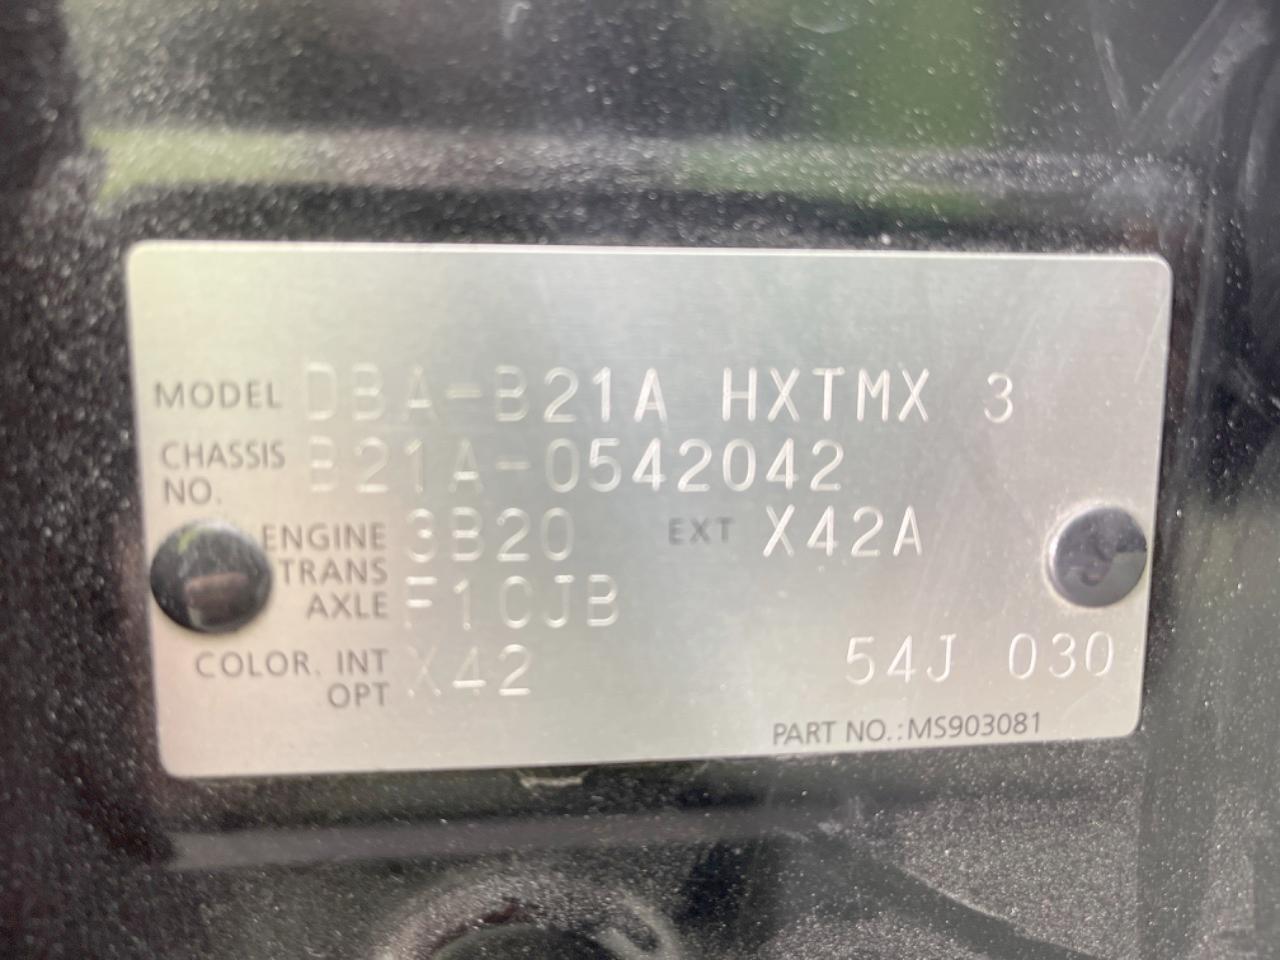 MODEL DBA-B21A HXTMX 3
CHASSIS NO. B21A-0542042
ENGINE 3B20 EXT X42A
TRANS AXLE F1CJB
COLOR. INT X42 54J 030
OPT
PART NO.:MS903081